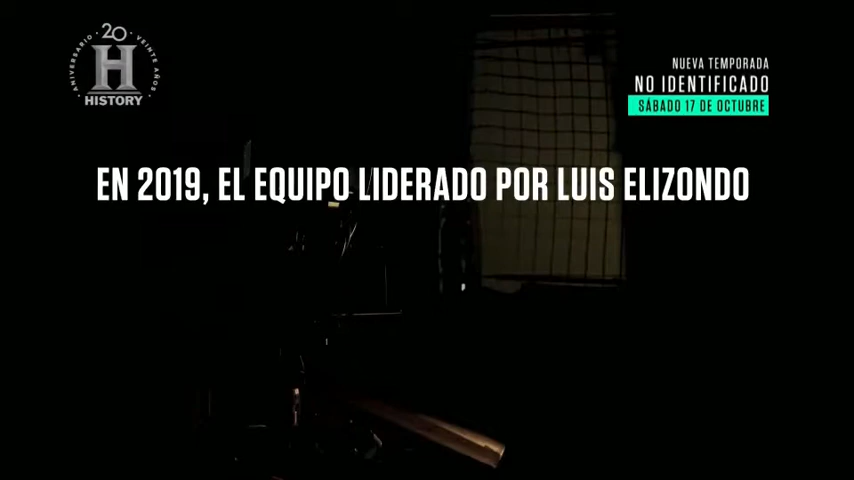 ANIVERSARIO · 20 · VEINTE AÑOS
H
HISTORY
NUEVA TEMPORADA
NO IDENTIFICADO
SÁBADO 17 DE OCTUBRE
EN 2019, EL EQUIPO LIDERADO POR LUIS ELIZONDO